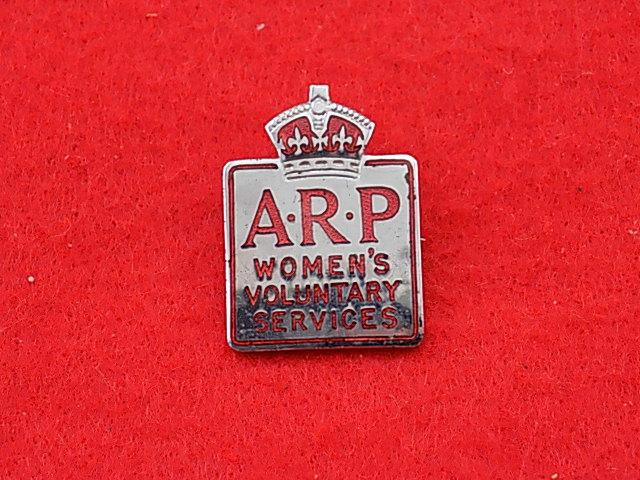 A·R·P
WOMEN'S
VOLUNTARY
SERVICES